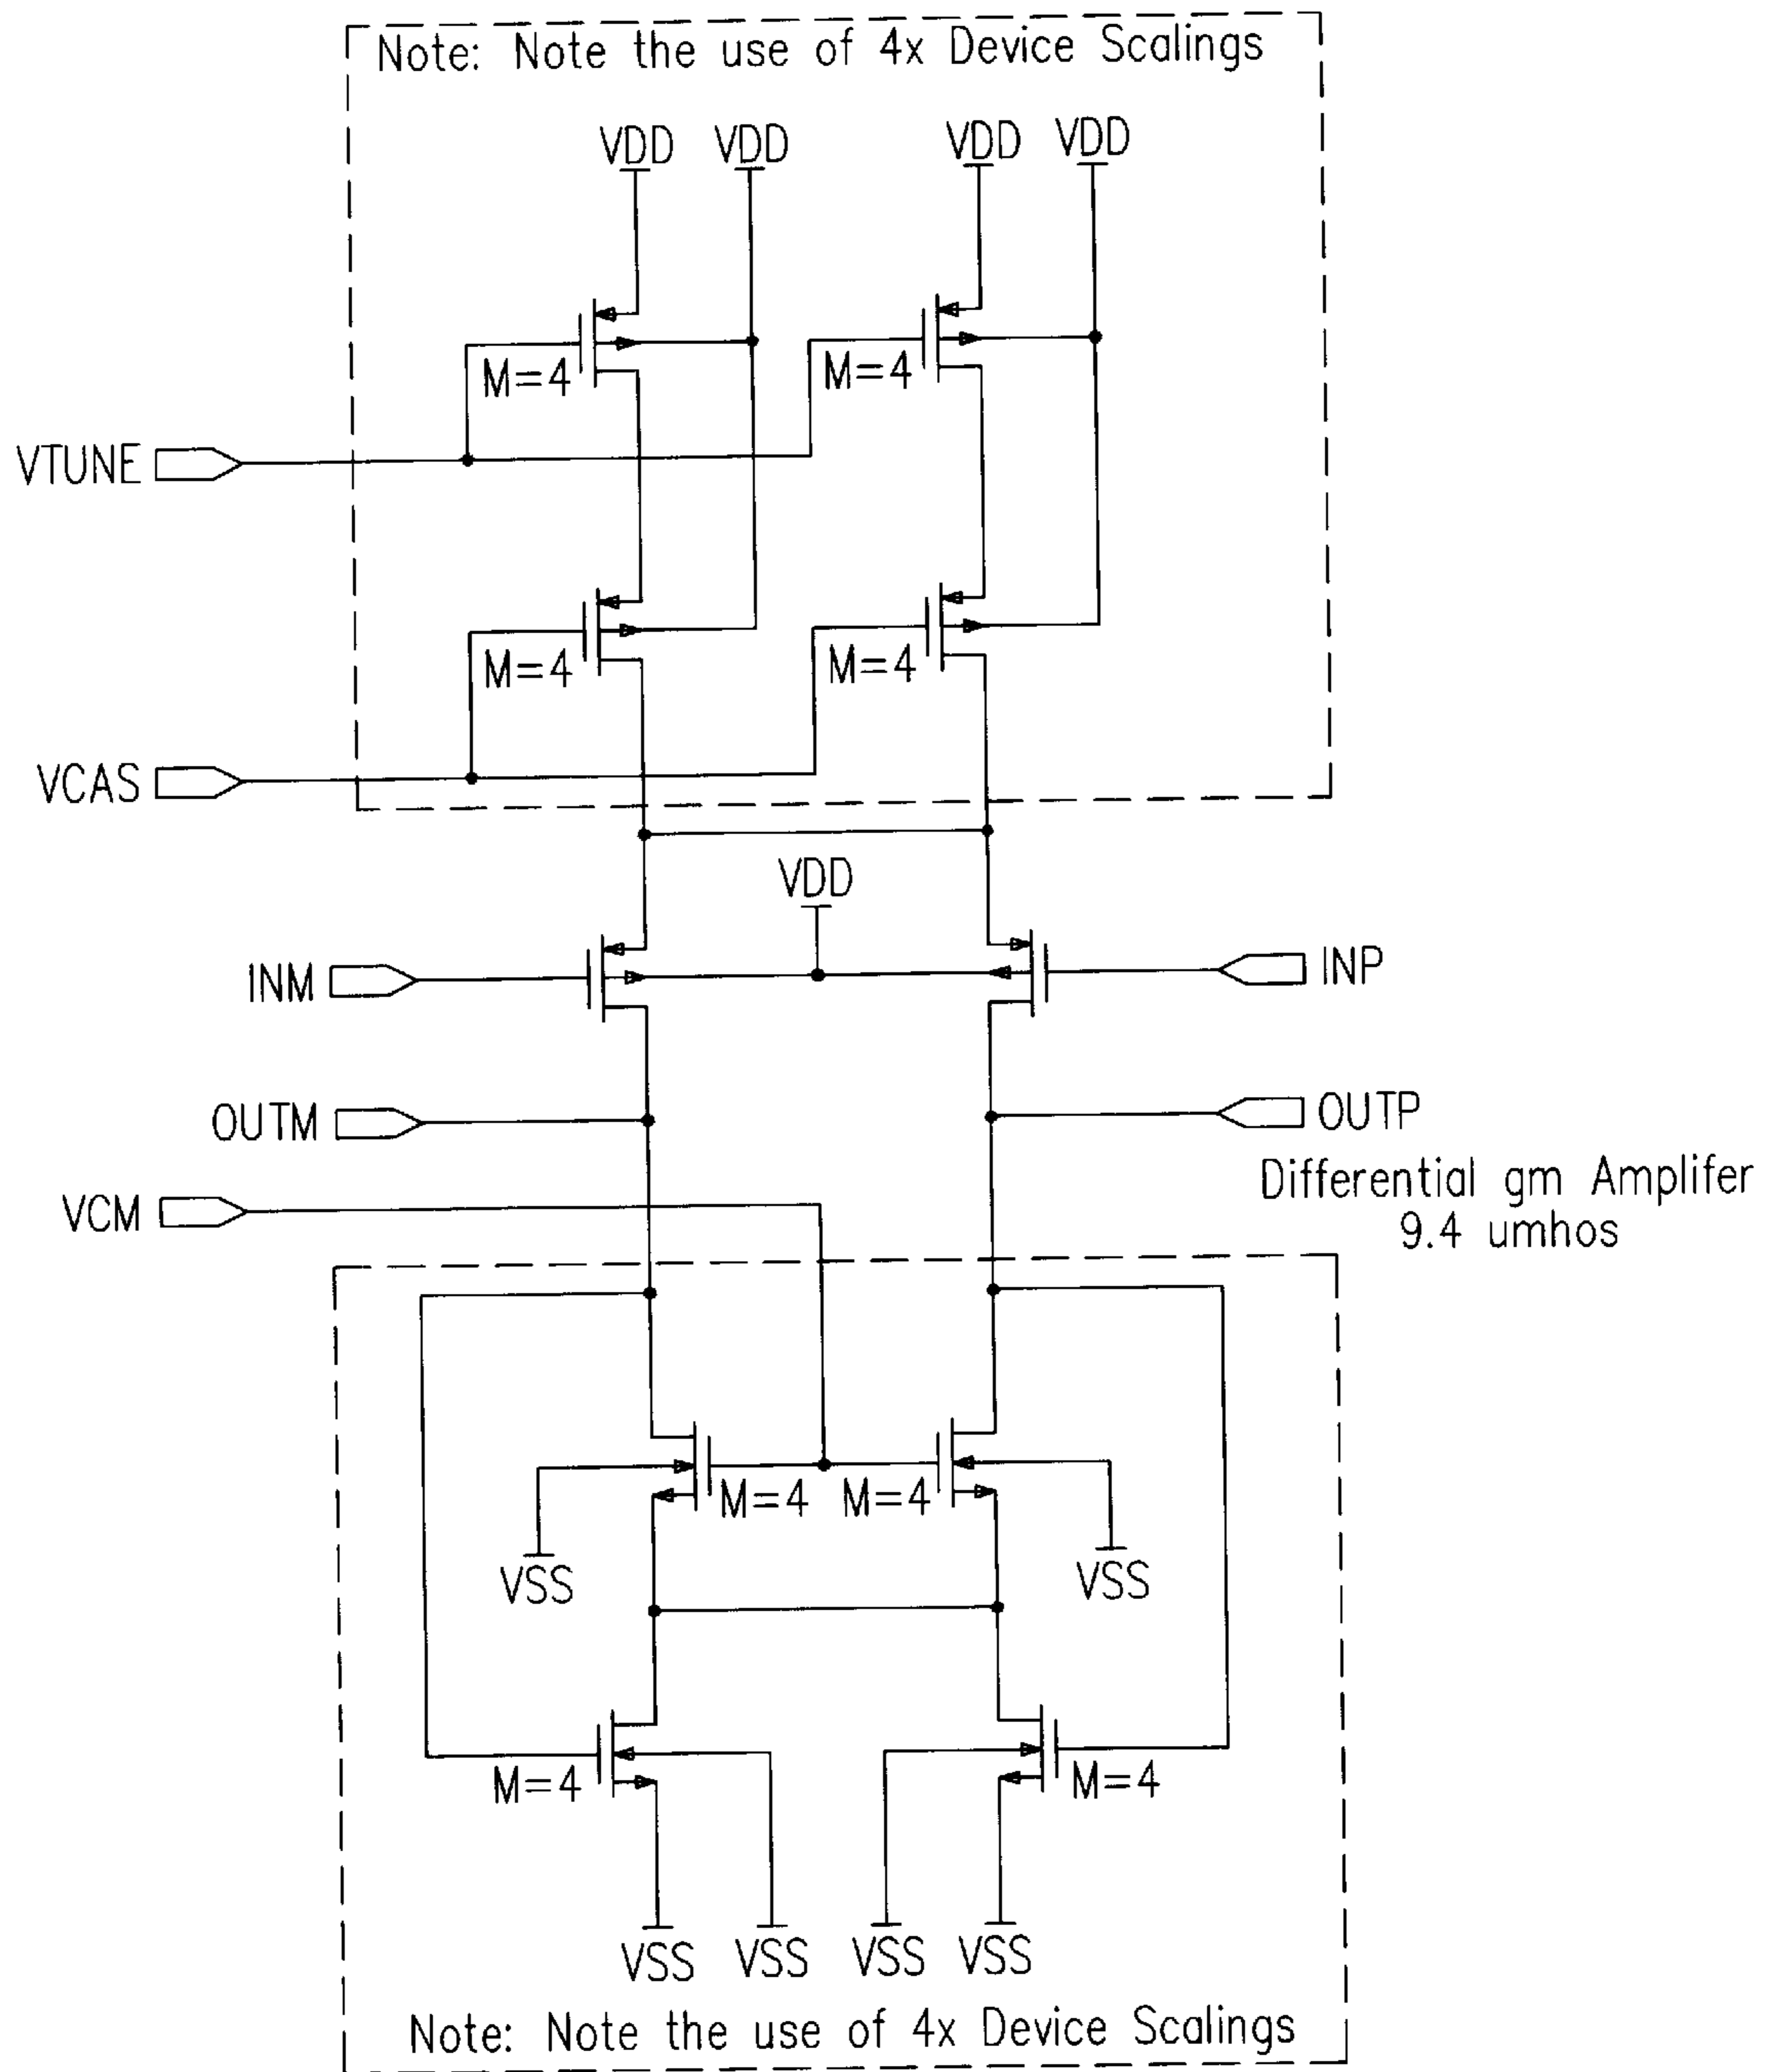 Note: Note the use of 4x Device Scalings
VDD VDD VDD VDD
M=4 M=4
VTUNE
M=4 M=4
VCAS
VDD
INM INP
OUTM OUTP
Differential gm Amplifer
9.4 umhos
VCM
M=4 M=4
VSS VSS
M=4 M=4
VSS VSS VSS VSS
Note: Note the use of 4x Device Scalings